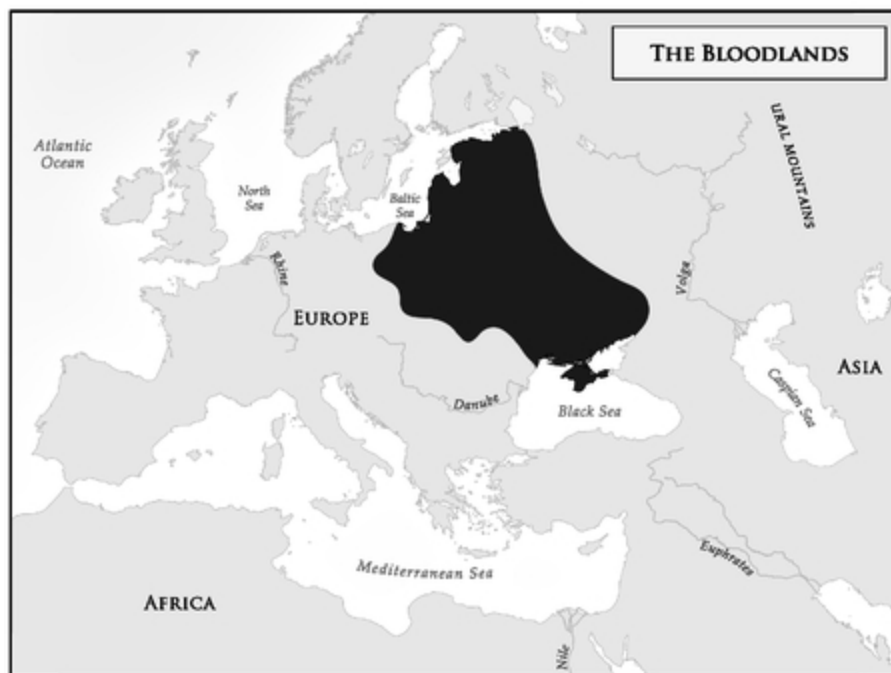 THE BLOODLANDS
Atlantic
Ocean
North
Sea
Baltic
Sea
URAL MOUNTAINS
Rhine
Volga
EUROPE
ASIA
Danube
Black Sea
Caspian Sea
Mediterranean Sea
Euphrates
AFRICA
Nile